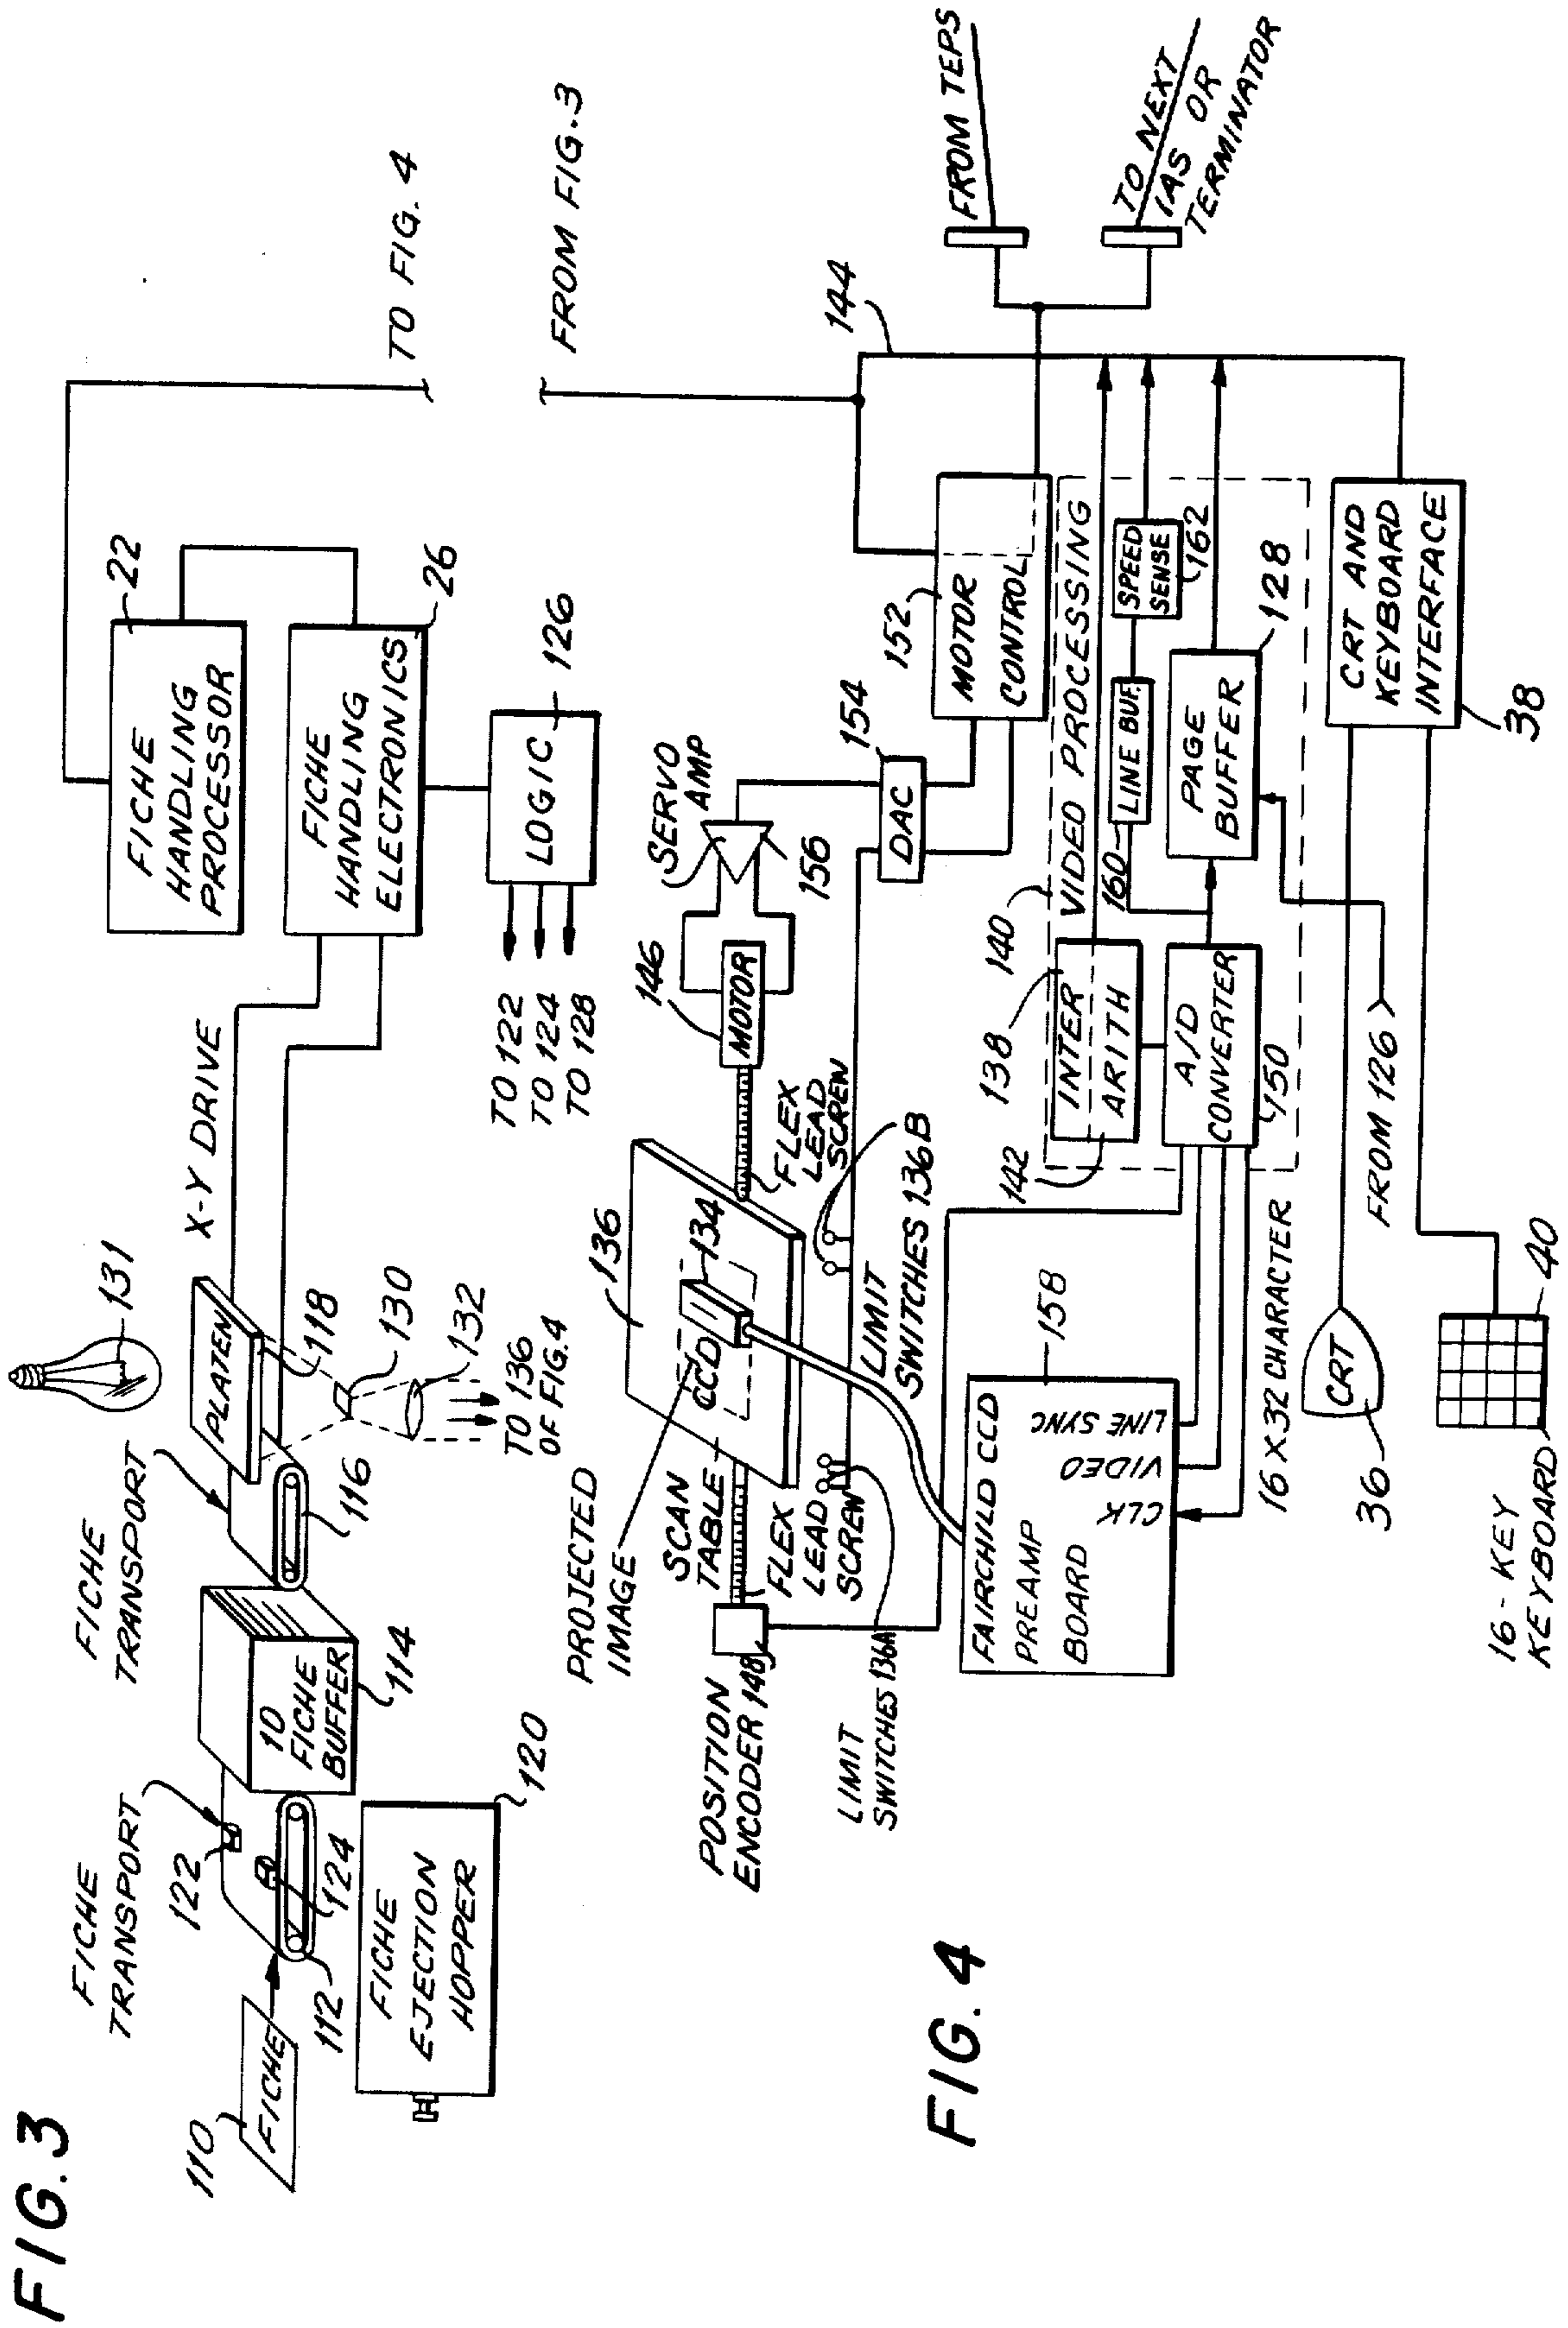 FIG.3
110
FICHE
FICHE
TRANSPORT
122
124
112
FICHE
EJECTION
HOPPER
120
10
FICHE
BUFFER
114
FICHE
TRANSPORT
116
PLATEN
118
131
130
132
TO 136
OF FIG.4
X-Y DRIVE
FICHE
HANDLING
PROCESSOR
22
FICHE
HANDLING
ELECTRONICS
26
LOGIC
126
TO 122
TO 124
TO 128
TO FIG. 4
FROM FIG.3
FIG.4
POSITION
ENCODER 148
PROJECTED
IMAGE
SCAN
TABLE
FLEX
LEAD
SCREW
CCD
134
136
LIMIT
SWITCHES 136A
LIMIT
SWITCHES 136B
FLEX
LEAD
SCREW
MOTOR
146
SERVO
AMP
156
DAC
154
MOTOR
CONTROL
152
144
FROM TEPS
TO NEXT
IAS OR
TERMINATOR
FAIRCHILD CCD
PREAMP
BOARD
158
LINE SYNC
VIDEO
CLK
140
VIDEO PROCESSING
138
INTER
ARITH
142
A/D
CONVERTER
150
160
LINE BUF.
SPEED
SENSE
162
PAGE
BUFFER
128
FROM 126
16 X 32 CHARACTER
CRT
36
CRT AND
KEYBOARD
INTERFACE
38
16-KEY
KEYBOARD
40